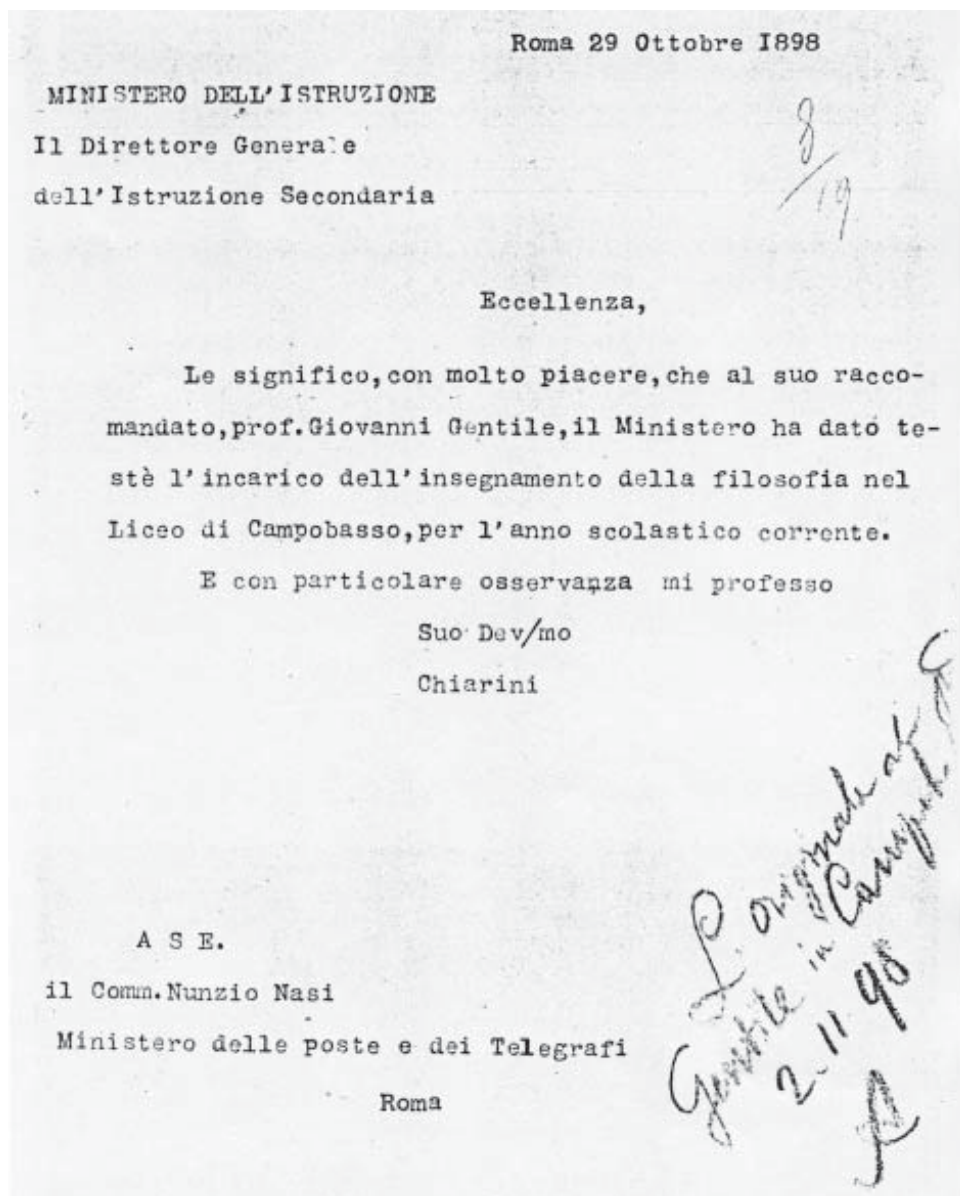 Roma 29 Ottobre I898
MINISTERO DELL'ISTRUZIONE
Il Direttore Generale
dell'Istruzione Secondaria
8/19
Eccellenza,
Le significo,con molto piacere,che al suo racco-
mandato,prof.Giovanni Gentile,il Ministero ha dato te-
stè l'incarico dell'insegnamento della filosofia nel
Liceo di Campobasso,per l'anno scolastico corrente.
E con particolare osservanza mi professo
Suo Dev/mo
Chiarini
A S E.
il Comm.Nunzio Nasi
Ministero delle poste e dei Telegrafi
Roma
L'originale al
Gentile in
2.11 98